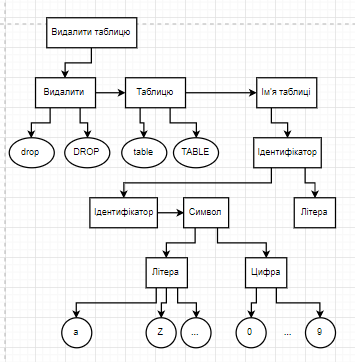 Видалити таблицю
Видалити
Таблицю
Ім'я таблиці
drop
DROP
table
TABLE
Ідентифікатор
Ідентифікатор
Символ
Літера
Літера
Цифра
a
Z
...
0
...
9